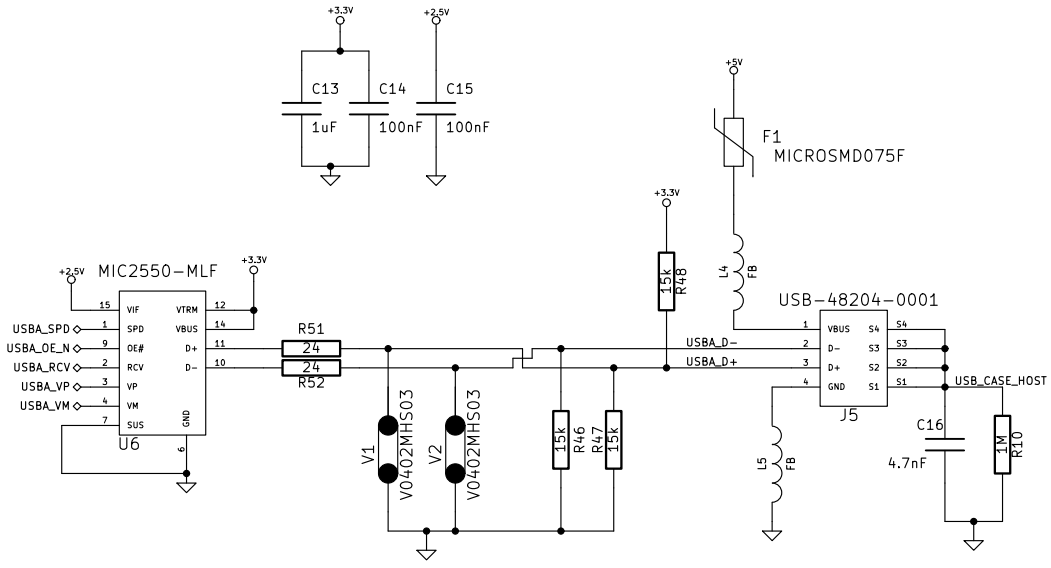 +3.3V
+2.5V
C13
C14
C15
1uF
100nF
100nF
+5V
F1
MICROSMD075F
+3.3V
15k
R48
L4
FB
+2.5V
MIC2550-MLF
+3.3V
USB-48204-0001
15 VIF VTRM 12
USBA_SPD 1 SPD VBUS 14
USBA_OE_N 9 OE# D+ 11
USBA_RCV 2 RCV D- 10
USBA_VP 3 VP
USBA_VM 4 VM
7 SUS
GND
6
U6
R51
24
24
R52
V1
V0402MHS03
V2
V0402MHS03
15k
R46
R47
15k
USBA_D-
USBA_D+
1 VBUS S4 S4
2 D- S3 S3
3 D+ S2 S2
4 GND S1 S1
USB_CASE_HOST
J5
L5
FB
C16
4.7nF
1M
R10